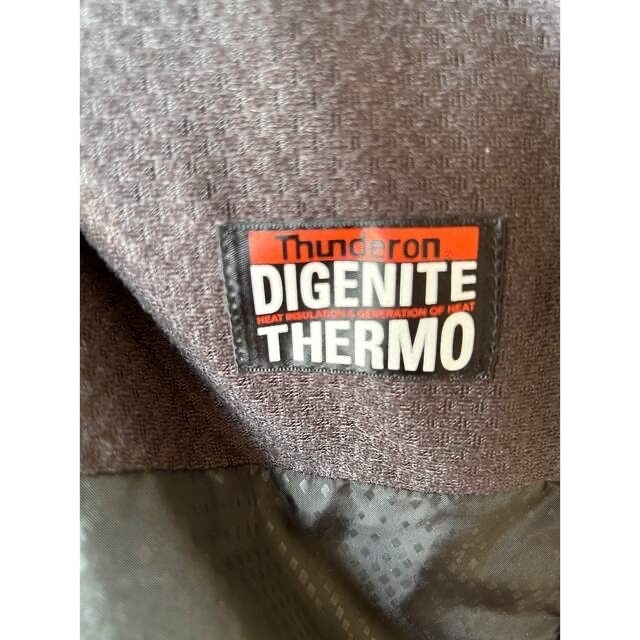 Thunderon®
DIGENITE
HEAT INSULATION & GENERATION OF HEAT
THERMO